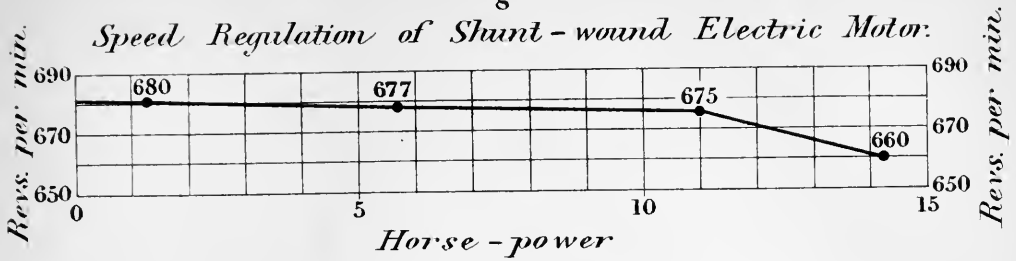 g
Speed Regulation of Shunt-wound Electric Motor.
Revs. per min.
690
670
650
680
677
675
660
690
670
650
Revs. per min.
0
5
10
15
Horse-power